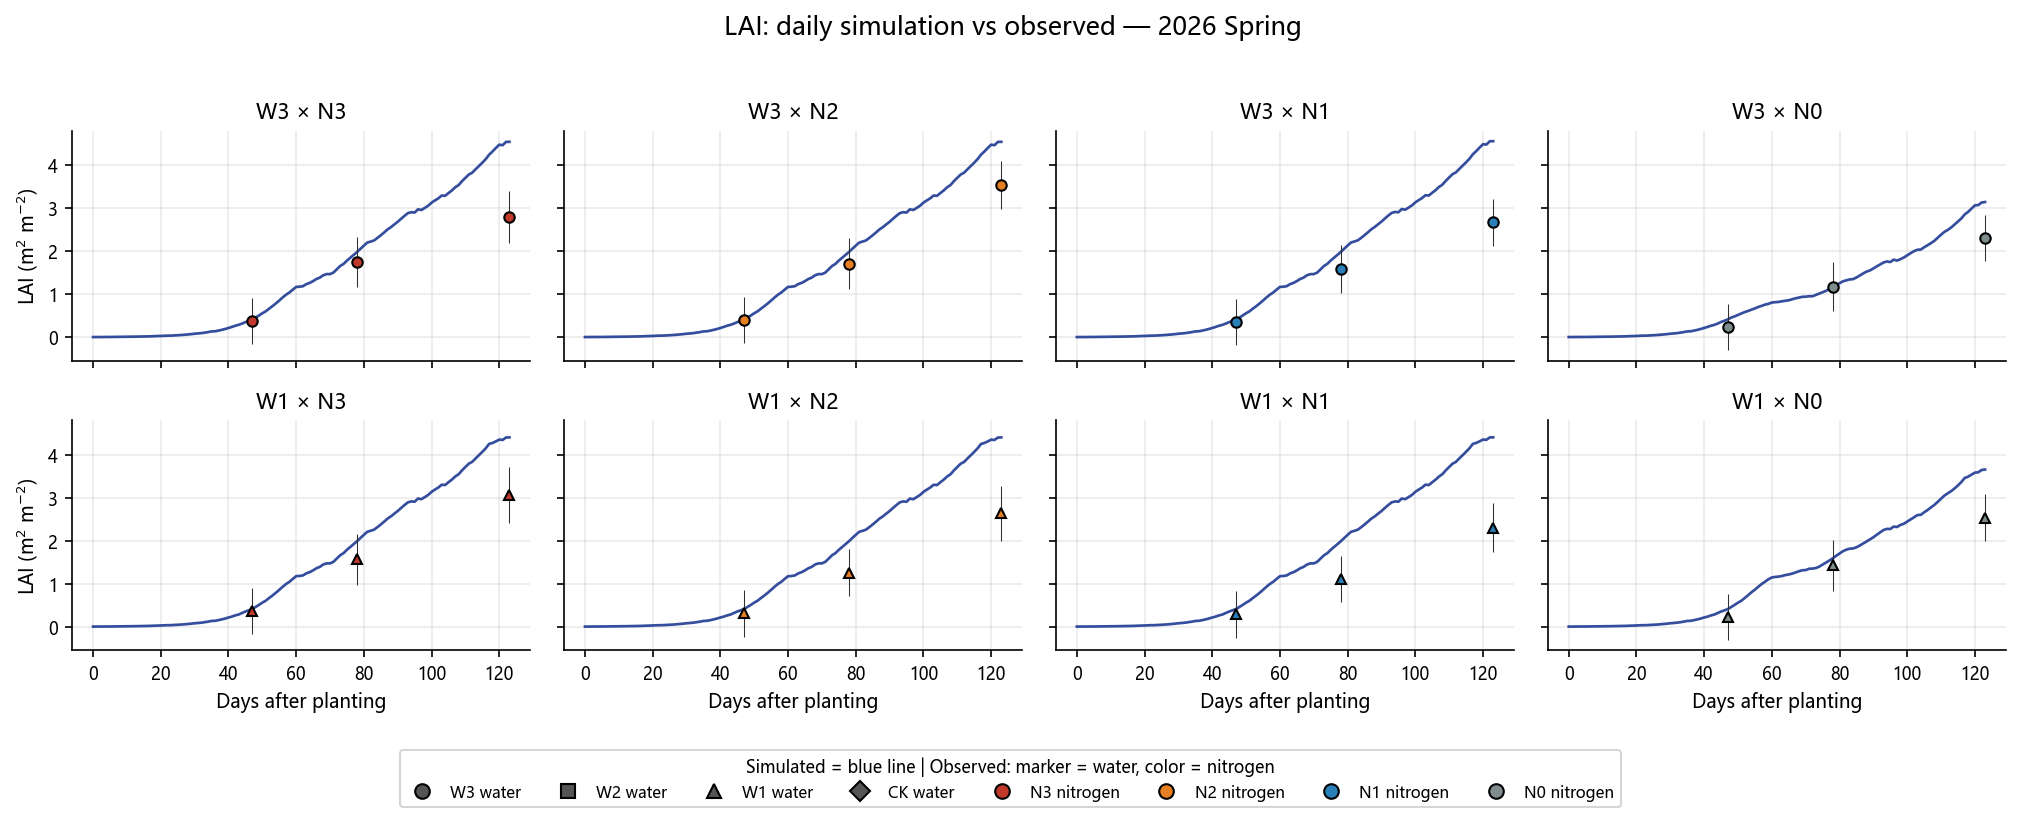 LAI: daily simulation vs observed — 2026 Spring
W3 × N3
W3 × N2
W3 × N1
W3 × N0
LAI (m² m⁻²)
4
3
2
1
0
W1 × N3
W1 × N2
W1 × N1
W1 × N0
LAI (m² m⁻²)
4
3
2
1
0
0 20 40 60 80 100 120
0 20 40 60 80 100 120
0 20 40 60 80 100 120
0 20 40 60 80 100 120
Days after planting
Days after planting
Days after planting
Days after planting
Simulated = blue line | Observed: marker = water, color = nitrogen
W3 water W2 water W1 water CK water N3 nitrogen N2 nitrogen N1 nitrogen N0 nitrogen